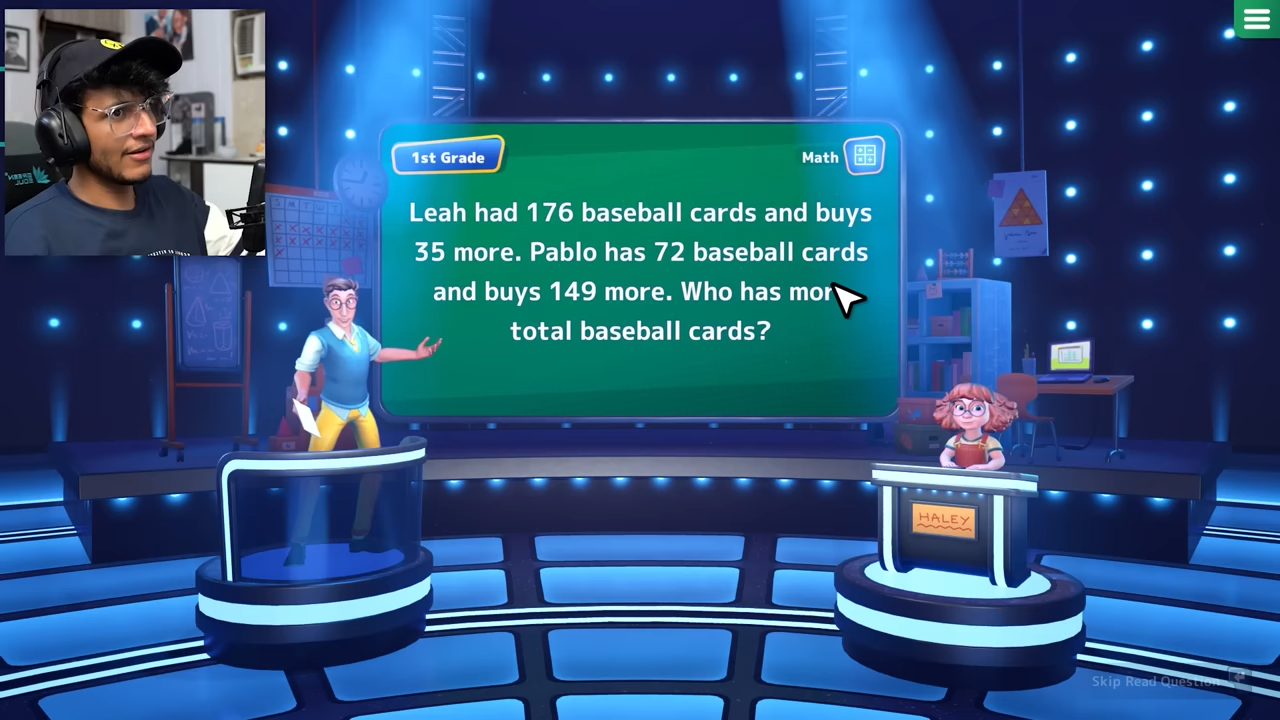 1st Grade
Math
Leah had 176 baseball cards and buys
35 more. Pablo has 72 baseball cards
and buys 149 more. Who has mor
total baseball cards?
HALEY
Skip Read Question